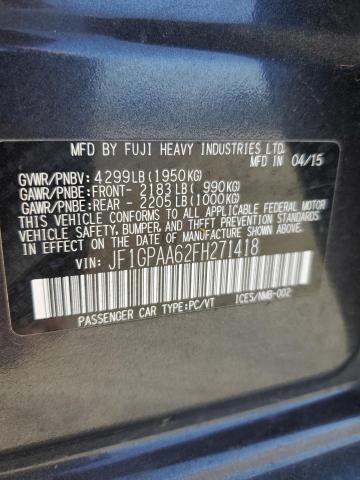 MFD BY FUJI HEAVY INDUSTRIES LTD.
MFD IN 04/15
GVWR/PNBV: 4299LB(1950KG)
GAWR/PNBE:FRONT- 2183LB( 990KG)
GAWR/PNBE:REAR - 2205LB(1000KG)
THIS VEHICLE CONFORMS TO ALL APPLICABLE FEDERAL MOTOR
VEHICLE SAFETY, BUMPER, AND THEFT PREVENTION STANDARDS
IN EFFECT ON THE DATE OF MANUFACTURE SHOWN ABOVE.
VIN: JF1GPAA62FH271418
PASSENGER CAR TYPE:PC/VT ICES/NMB-002